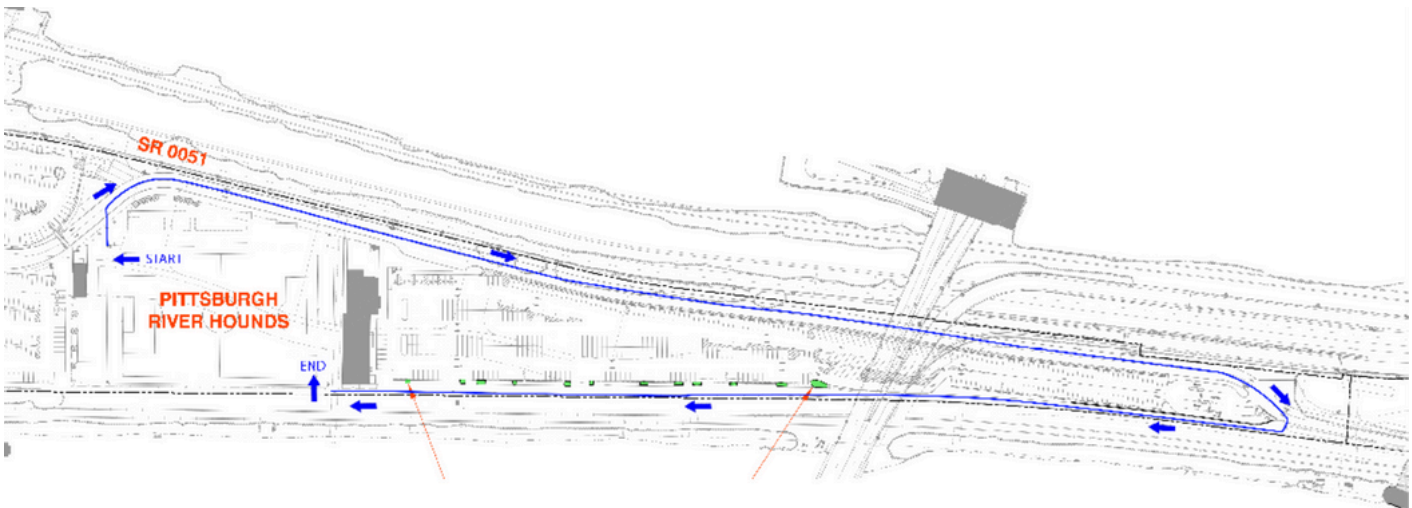 SR 0051
START
PITTSBURGH
RIVER HOUNDS
END